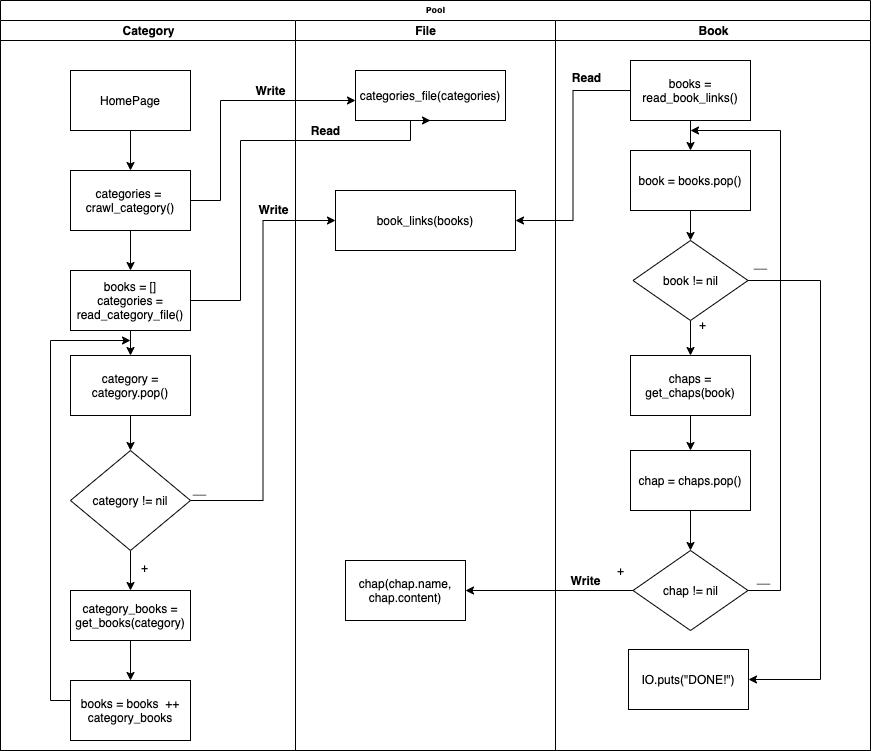 Pool
Category
File
Book
HomePage
Write
categories =
crawl_category()
books = []
categories =
read_category_file()
category =
category.pop()
category != nil
+
category_books =
get_books(category)
books = books ++
category_books
categories_file(categories)
Read
Write
book_links(books)
chap(chap.name,
chap.content)
Read
books =
read_book_links()
book = books.pop()
book != nil
+
chaps =
get_chaps(book)
chap = chaps.pop()
Write
+
chap != nil
IO.puts("DONE!")